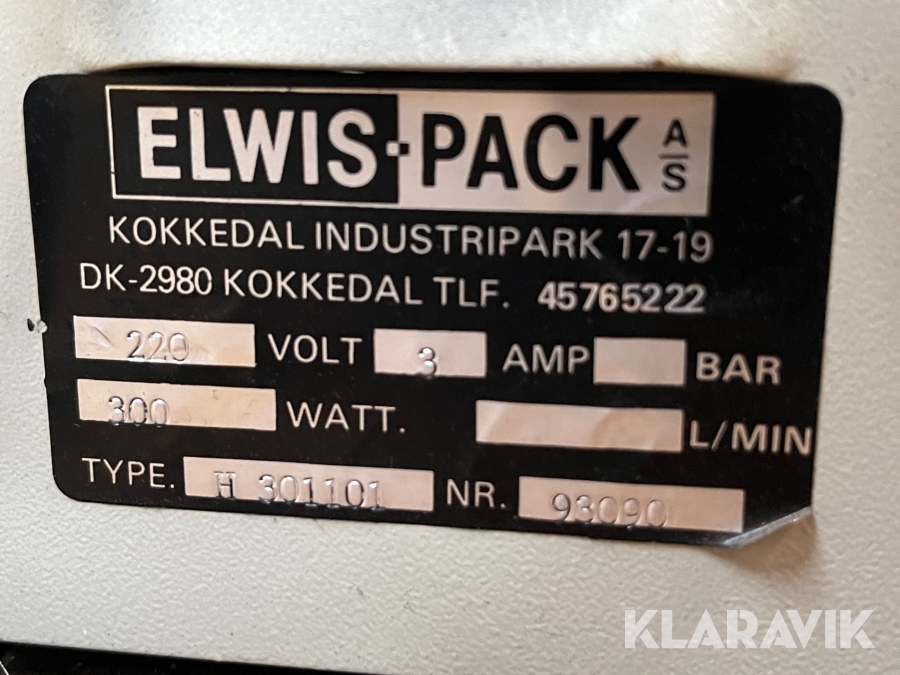 ELWIS-PACK A/S
KOKKEDAL INDUSTRIPARK 17-19
DK-2980 KOKKEDAL TLF. 45765222
220 VOLT 3 AMP BAR
300 WATT. L/MIN
TYPE. H 301101 NR. 93090
KLARAVIK